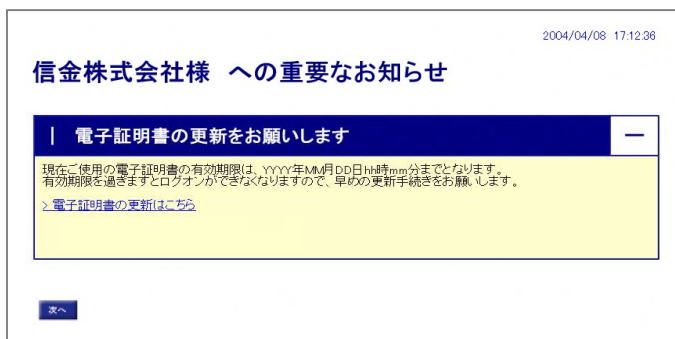 2004/04/08 17:12:36
信金株式会社様 への重要なお知らせ
| 電子証明書の更新をお願いします
現在ご使用の電子証明書の有効期限は、YYYY年MM月DD日hh時mm分までとなります。
有効期限を過ぎますとログオンができなくなりますので、早めの更新手続きをお願いします。
> 電子証明書の更新はこちら
次へ